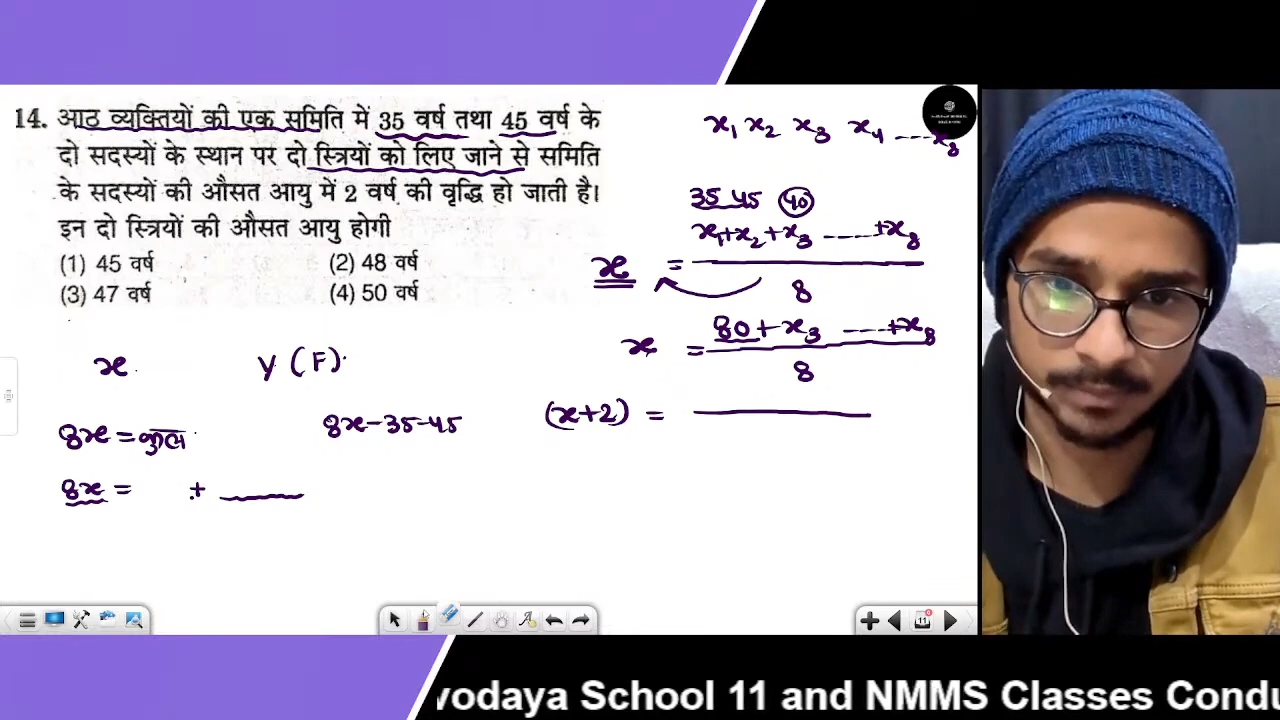 14. आठ व्यक्तियों की एक समिति में 35 वर्ष तथा 45 वर्ष के
दो सदस्यों के स्थान पर दो स्त्रियों को लिए जाने से समिति
के सदस्यों की औसत आयु में 2 वर्ष की वृद्धि हो जाती है।
इन दो स्त्रियों की औसत आयु होगी
(1) 45 वर्ष (2) 48 वर्ष
(3) 47 वर्ष (4) 50 वर्ष
x y (F)
8x = कुल 8x-35-45
8x = +
x₁ x₂ x₃ x₄ ----x₈
35 45 40
x₁+x₂+x₃ -----+x₈
x =
8
80+x₃ ----+x₈
x =
8
(x+2) =
11
vodaya School 11 and NMMS Classes Condu